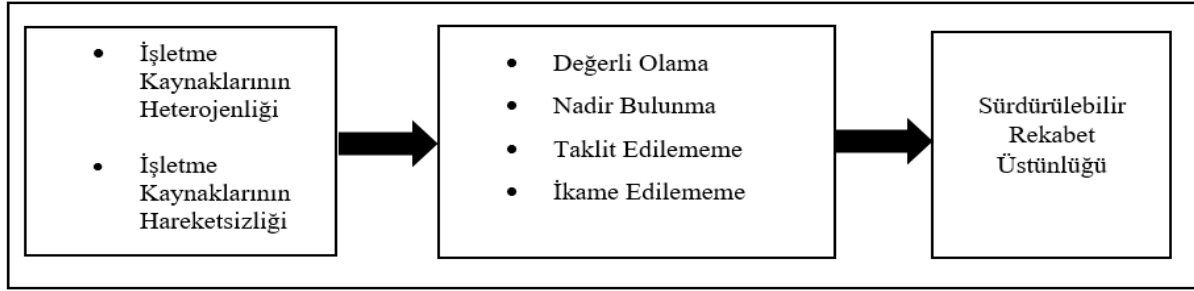 İşletme
Kaynaklarının
Heterojenliği
İşletme
Kaynaklarının
Hareketsizliği
Değerli Olama
Nadir Bulunma
Taklit Edilememe
İkame Edilememe
Sürdürülebilir
Rekabet
Üstünlüğü